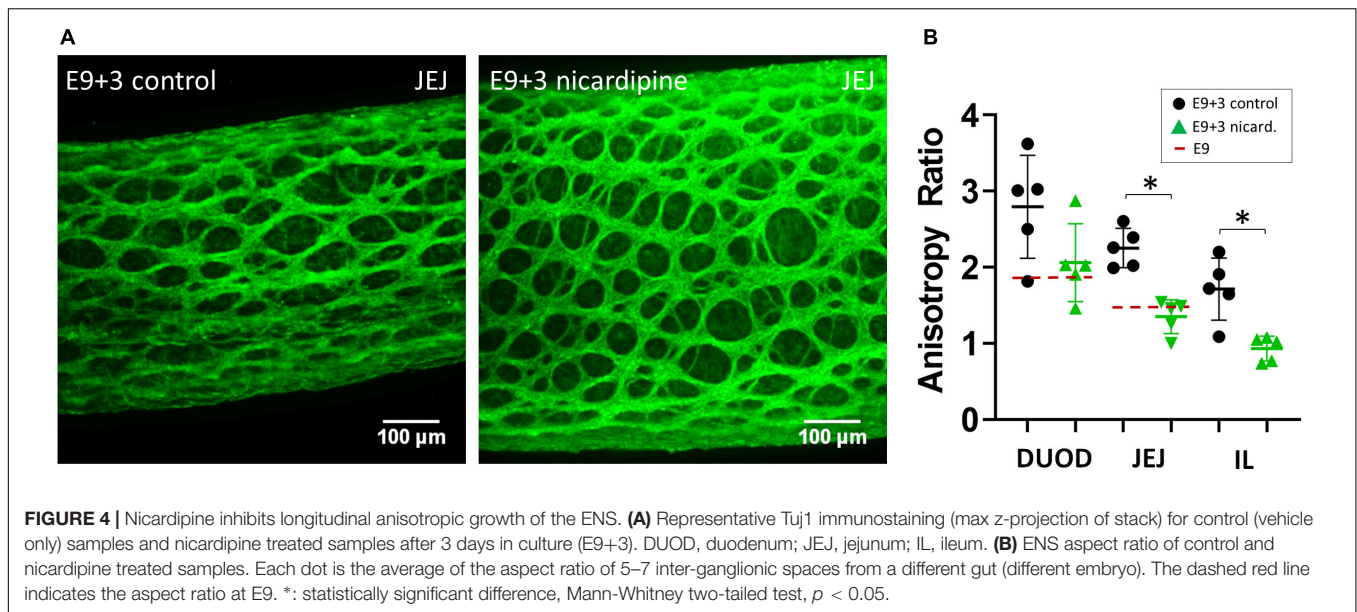 A
E9+3 control JEJ
100 µm
E9+3 nicardipine JEJ
100 µm
B
E9+3 control
E9+3 nicard.
E9
Anisotropy Ratio
4
3
2
1
0
*
*
DUOD JEJ IL
FIGURE 4 | Nicardipine inhibits longitudinal anisotropic growth of the ENS. (A) Representative Tuj1 immunostaining (max z-projection of stack) for control (vehicle
only) samples and nicardipine treated samples after 3 days in culture (E9+3). DUOD, duodenum; JEJ, jejunum; IL, ileum. (B) ENS aspect ratio of control and
nicardipine treated samples. Each dot is the average of the aspect ratio of 5–7 inter-ganglionic spaces from a different gut (different embryo). The dashed red line
indicates the aspect ratio at E9. *: statistically significant difference, Mann-Whitney two-tailed test, p < 0.05.